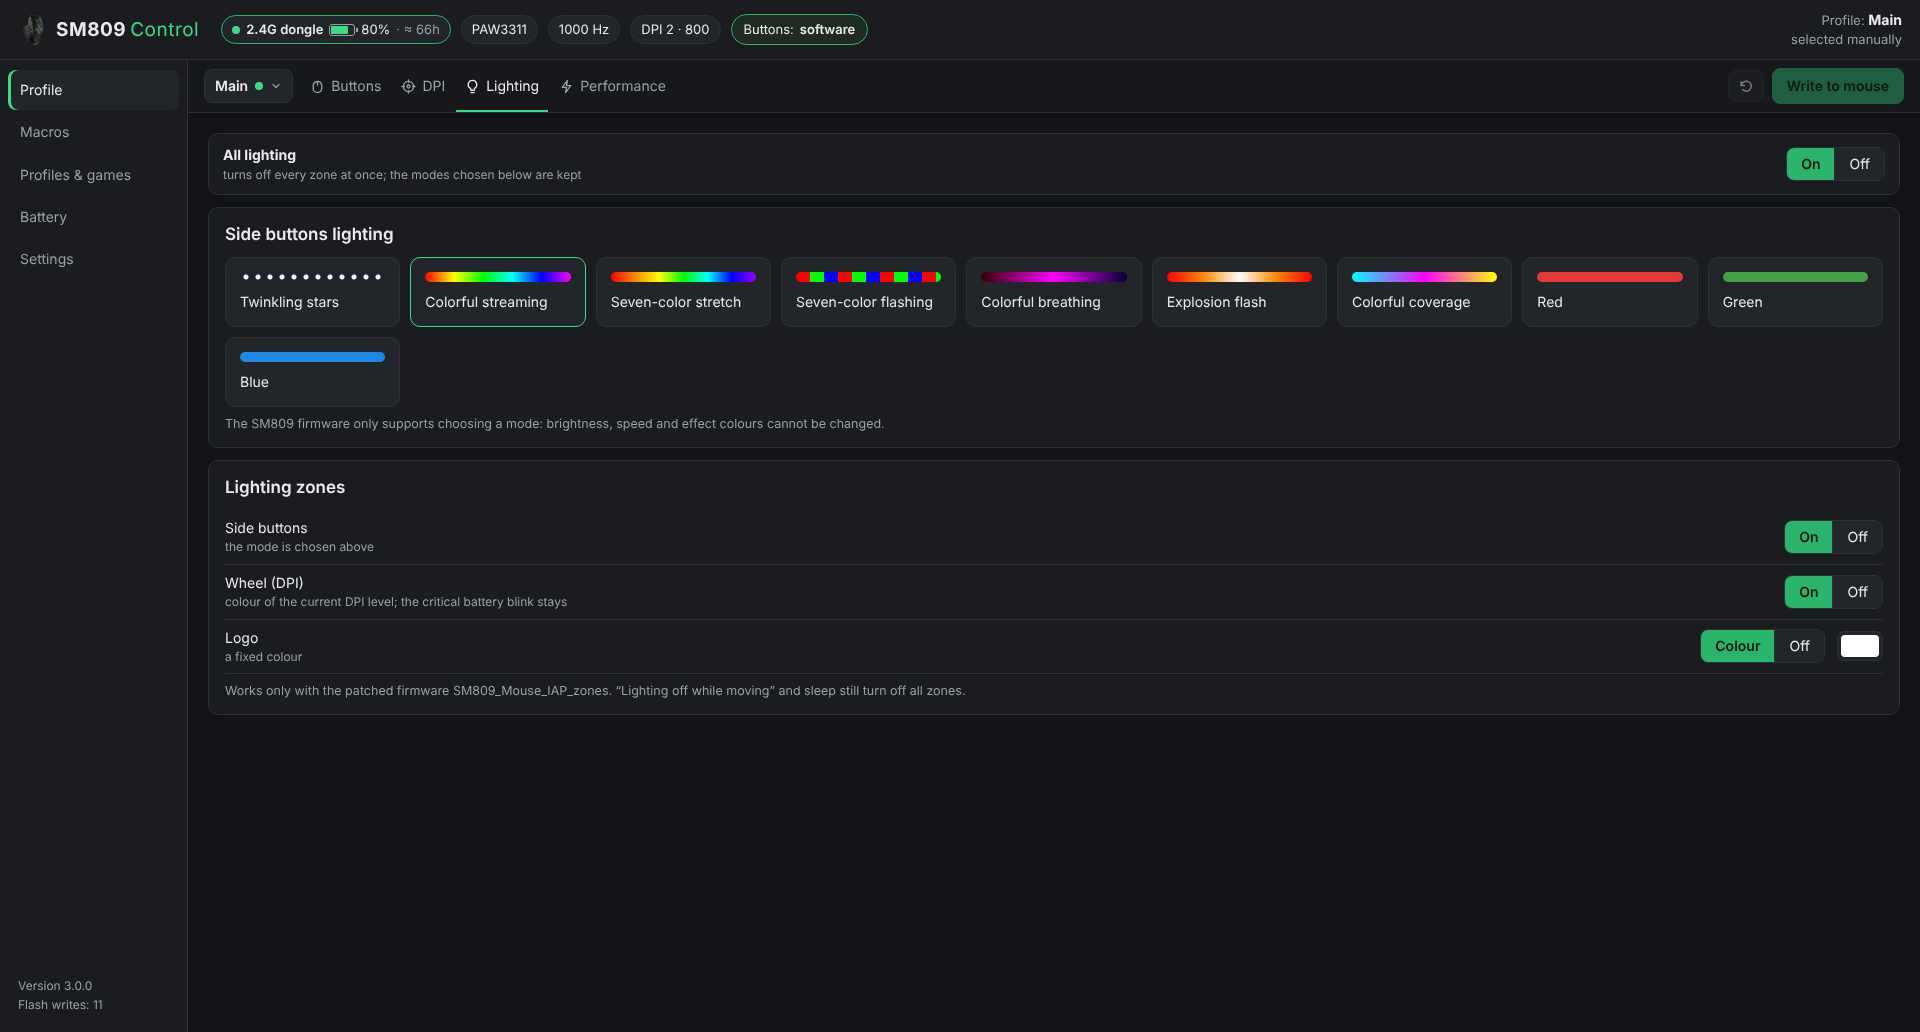 SM809 Control
2.4G dongle 80% · ≈ 66h
PAW3311
1000 Hz
DPI 2 · 800
Buttons: software
Profile: Main
selected manually
Profile
Macros
Profiles & games
Battery
Settings
Main
Buttons
DPI
Lighting
Performance
Write to mouse
All lighting
turns off every zone at once; the modes chosen below are kept
On Off
Side buttons lighting
Twinkling stars
Colorful streaming
Seven-color stretch
Seven-color flashing
Colorful breathing
Explosion flash
Colorful coverage
Red
Green
Blue
The SM809 firmware only supports choosing a mode: brightness, speed and effect colours cannot be changed.
Lighting zones
Side buttons
the mode is chosen above
On Off
Wheel (DPI)
colour of the current DPI level; the critical battery blink stays
On Off
Logo
a fixed colour
Colour Off
Works only with the patched firmware SM809_Mouse_IAP_zones. “Lighting off while moving” and sleep still turn off all zones.
Version 3.0.0
Flash writes: 11